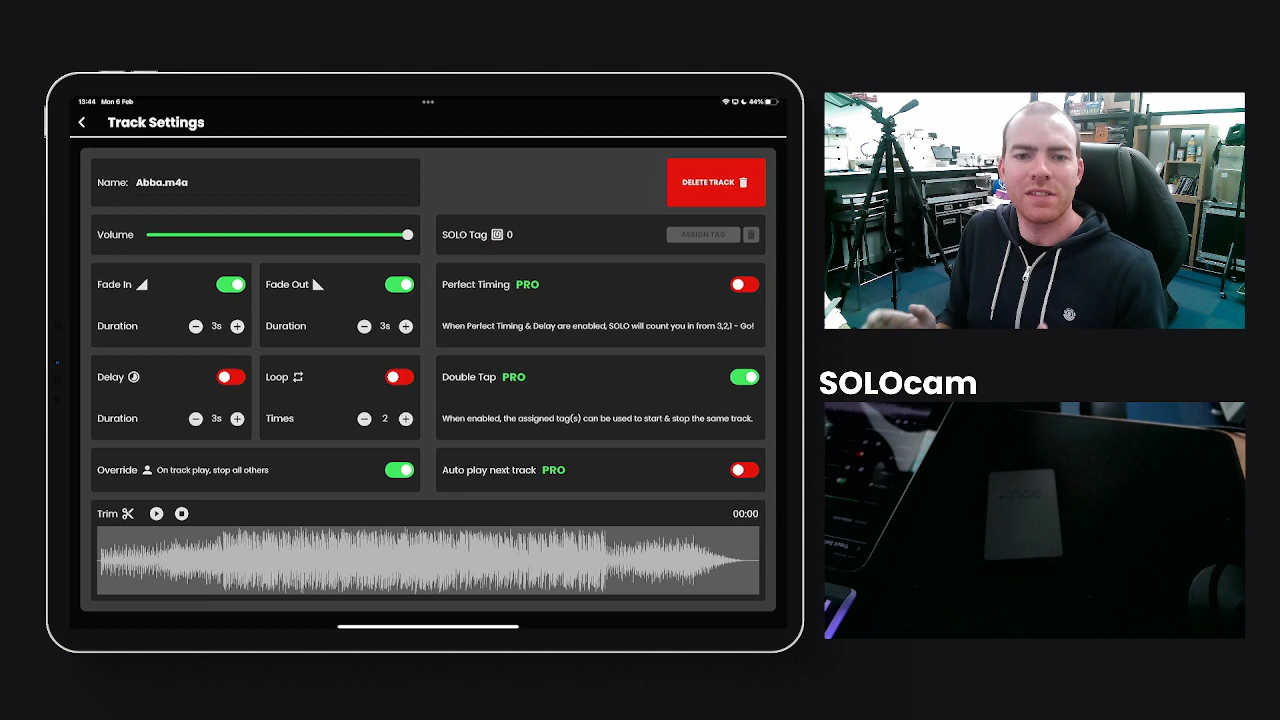 13:44 Mon 6 Feb
44%
Track Settings
Name: Abba.m4a
DELETE TRACK
Volume
SOLO Tag 0
ASSIGN TAG
Fade In
Fade Out
Perfect Timing PRO
Duration 3s
Duration 3s
When Perfect Timing & Delay are enabled, SOLO will count you in from 3,2,1 - Go!
Delay
Loop
Double Tap PRO
Duration 3s
Times 2
When enabled, the assigned tag(s) can be used to start & stop the same track.
Override On track play, stop all others
Auto play next track PRO
Trim
00:00
SOLOcam
SOLO